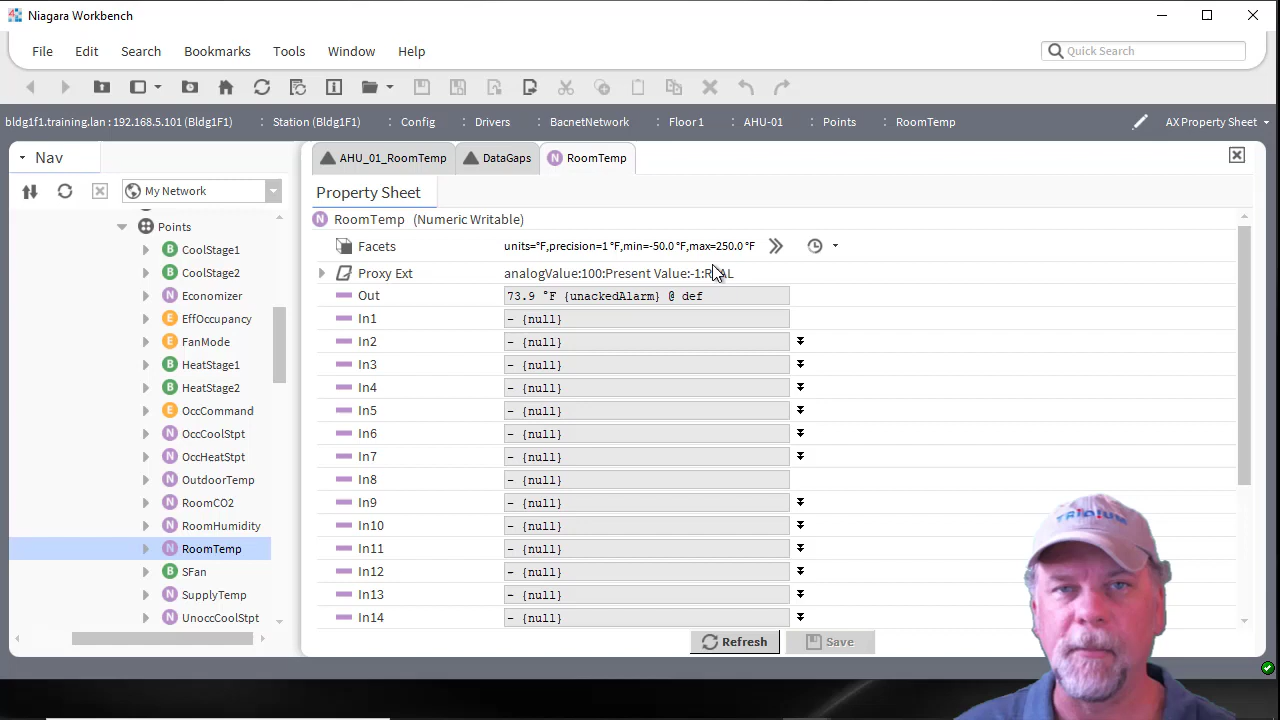 Niagara Workbench
File Edit Search Bookmarks Tools Window Help
Quick Search
bldg1f1.training.lan : 192.168.5.101 (Bldg1F1) : Station (Bldg1F1) : Config : Drivers : BacnetNetwork : Floor 1 : AHU-01 : Points : RoomTemp
AX Property Sheet
Nav
My Network
Points
CoolStage1
CoolStage2
Economizer
EffOccupancy
FanMode
HeatStage1
HeatStage2
OccCommand
OccCoolStpt
OccHeatStpt
OutdoorTemp
RoomCO2
RoomHumidity
RoomTemp
SFan
SupplyTemp
UnoccCoolStpt
AHU_01_RoomTemp DataGaps RoomTemp
Property Sheet
RoomTemp (Numeric Writable)
Facets units=°F,precision=1 °F,min=-50.0 °F,max=250.0 °F
Proxy Ext analogValue:100:Present Value:-1:REAL
Out 73.9 °F {unackedAlarm} @ def
In1 - {null}
In2 - {null}
In3 - {null}
In4 - {null}
In5 - {null}
In6 - {null}
In7 - {null}
In8 - {null}
In9 - {null}
In10 - {null}
In11 - {null}
In12 - {null}
In13 - {null}
In14 - {null}
Refresh Save
TRIDIUM